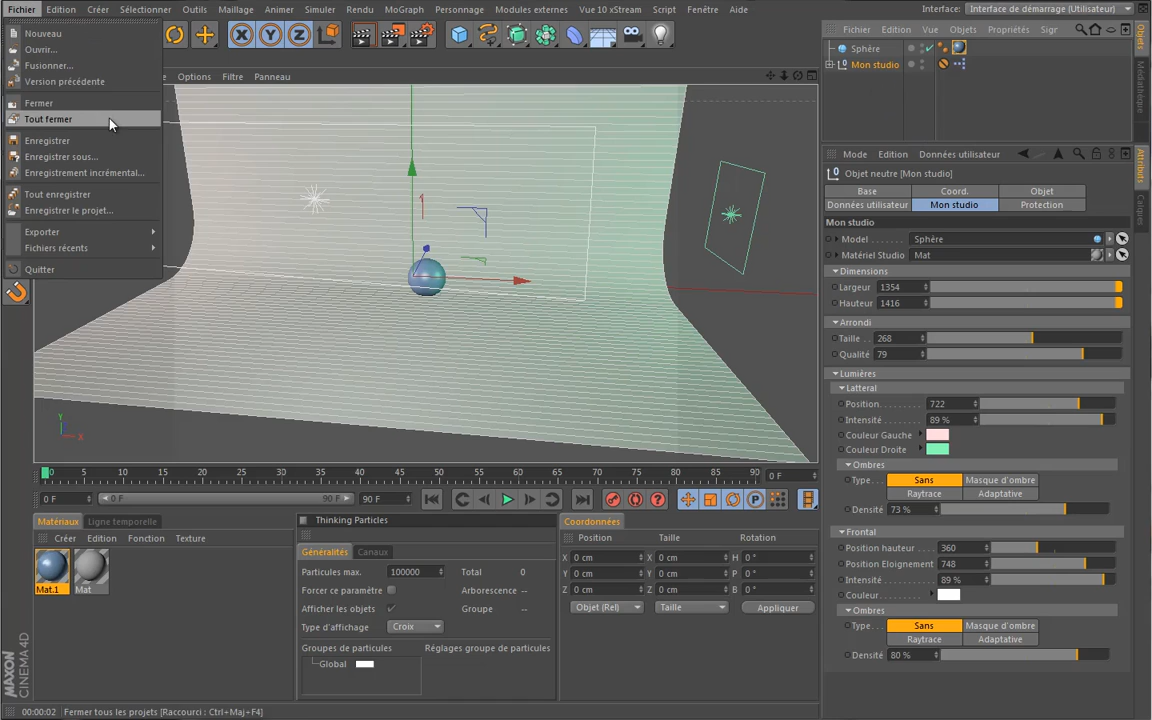 Fichier Edition Créer Sélectionner Outils Maillage Animer Simuler Rendu MoGraph Personnage Modules externes Vue 10 xStream Script Fenêtre Aide Interface: Interface de démarrage (Utilisateur)
Nouveau
Ouvrir...
Fusionner...
Version précédente
Fermer
Tout fermer
Enregistrer
Enregistrer sous...
Enregistrement incrémental...
Tout enregistrer
Enregistrer le projet...
Exporter
Fichiers récents
Quitter
X Y Z
Options Filtre Panneau
Y
X
Fichier Edition Vue Objets Propriétés Sigr
Sphère
Mon studio
Objets
Médiathèque
Attributs
Calques
Mode Edition Données utilisateur
Objet neutre [Mon studio]
Base Coord. Objet
Données utilisateur Mon studio Protection
Mon studio
Model Sphère
Matériel Studio Mat
Dimensions
Largeur 1354
Hauteur 1416
Arrondi
Taille 268
Qualité 79
Lumières
Latteral
Position 722
Intensité 89 %
Couleur Gauche
Couleur Droite
Ombres
Type Sans Masque d'ombre
Raytrace Adaptative
Densité 73 %
Frontal
Position hauteur 360
Position Eloignement 748
Intensité 89 %
Couleur
Ombres
Type Sans Masque d'ombre
Raytrace Adaptative
Densité 80 %
0 5 10 15 20 25 30 35 40 45 50 55 60 65 70 75 80 85 90 0 F
0 F 0 F 90 F 90 F P
Matériaux Ligne temporelle
Créer Edition Fonction Texture
Mat.1 Mat
Thinking Particles
Généralités Canaux
Particules max. 100000 Total 0
Forcer ce paramètre Arborescence --
Afficher les objets Groupe --
Type d'affichage Croix
Groupes de particules Réglages groupe de particules
Global
Coordonnées
Position Taille Rotation
X 0 cm X 0 cm H 0 °
Y 0 cm Y 0 cm P 0 °
Z 0 cm Z 0 cm B 0 °
Objet (Rel) Taille Appliquer
MAXON
CINEMA 4D
00:00:02 Fermer tous les projets [Raccourci : Ctrl+Maj+F4]